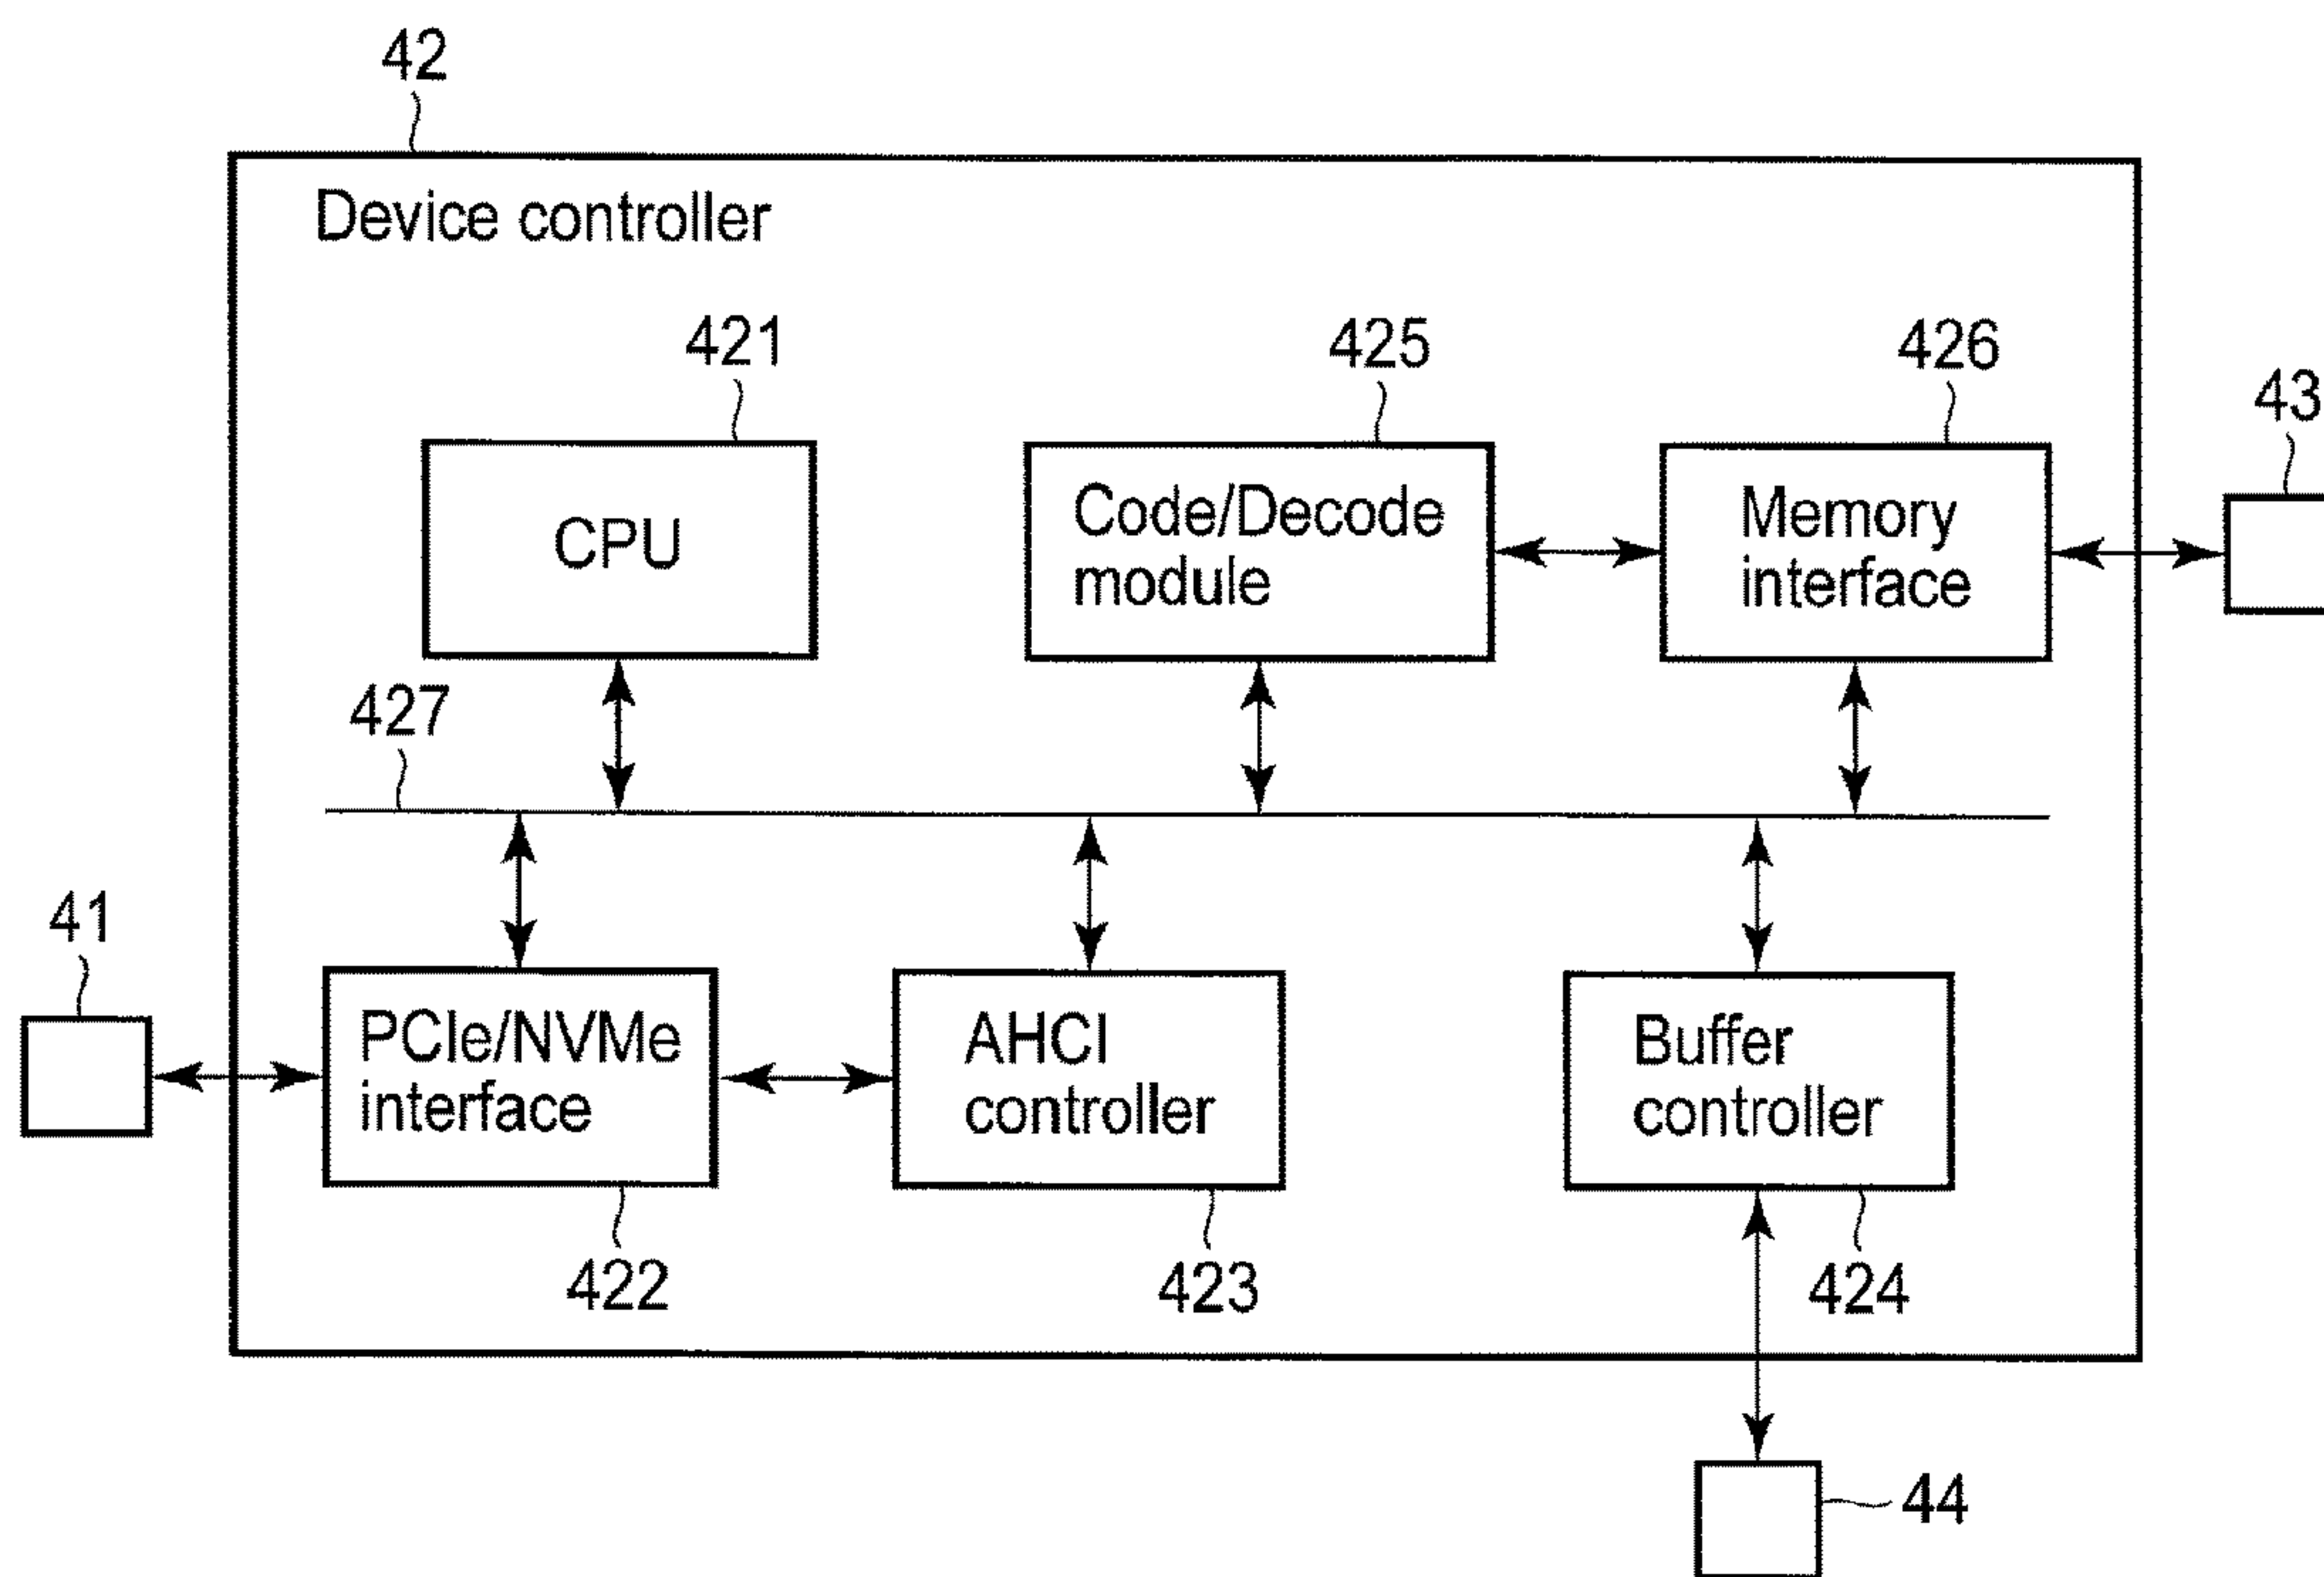 42
Device controller
421
425
426
43
CPU
Code/Decode
module
Memory
interface
427
41
PCIe/NVMe
interface
AHCI
controller
Buffer
controller
422
423
424
44